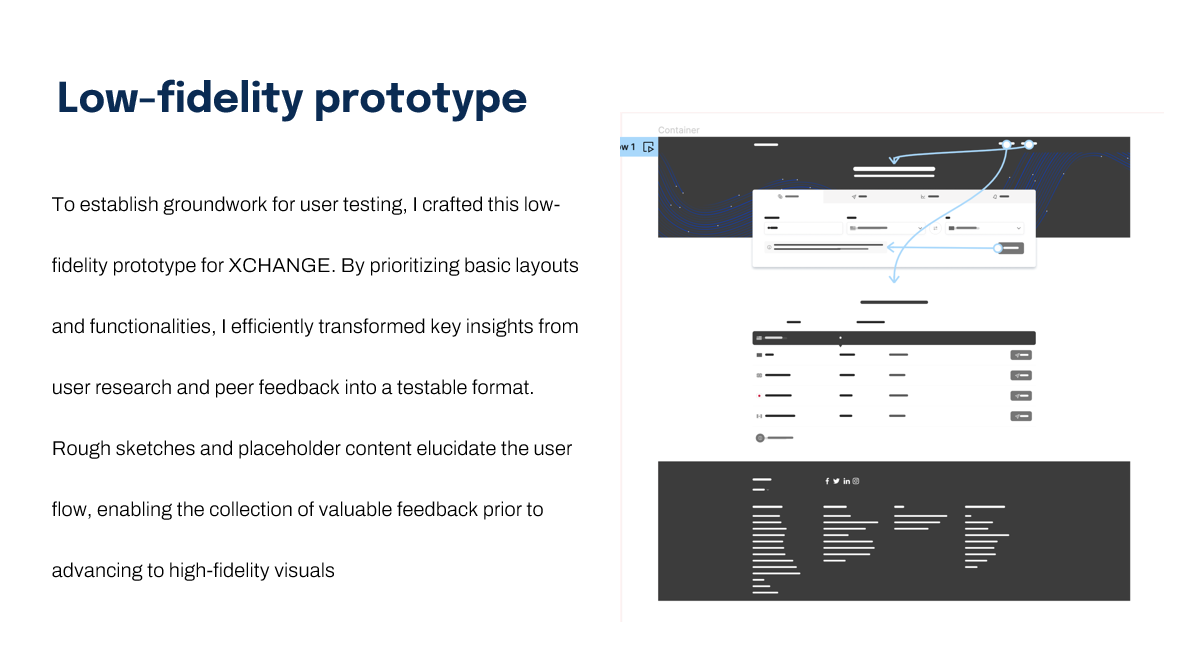 Low-fidelity prototype
Container
ow 1
To establish groundwork for user testing, I crafted this low-
fidelity prototype for XCHANGE. By prioritizing basic layouts
and functionalities, I efficiently transformed key insights from
user research and peer feedback into a testable format.
Rough sketches and placeholder content elucidate the user
flow, enabling the collection of valuable feedback prior to
advancing to high-fidelity visuals